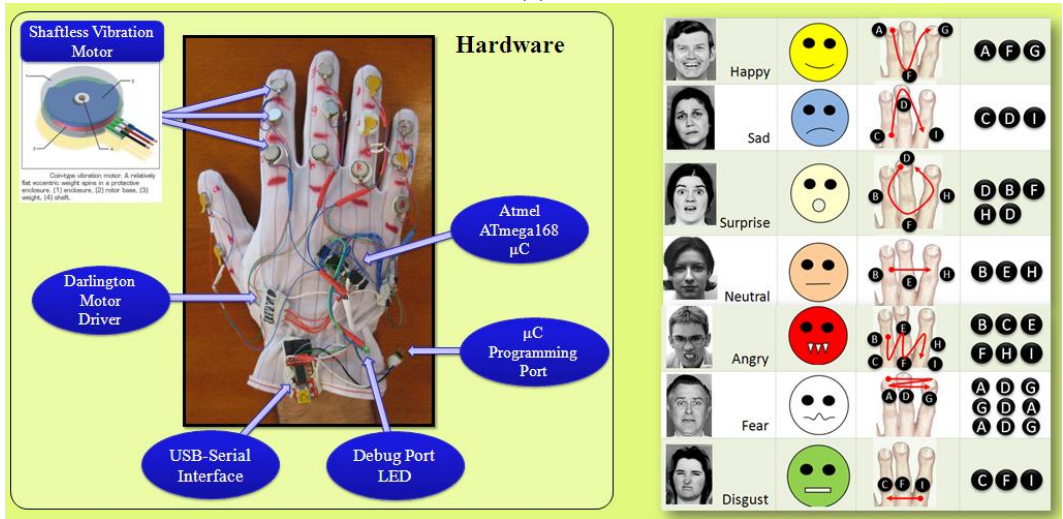 Shaftless Vibration
Motor
Coin-type vibration motor. A relatively
flat eccentric weight spins in a protective
enclosure. (1) enclosure, (2) rotor base, (3)
weight, (4) shaft.
Hardware
Atmel
ATmega168
µC
Darlington
Motor
Driver
µC
Programming
Port
USB-Serial
Interface
Debug Port
LED
Happy
A G
F
A F G
Sad
D
C I
C D I
Surprise
D
B H
F
D B F
H D
Neutral
B H
E
B E H
Angry
E
B H
C F I
B C E
F H I
Fear
A D G
A D G
G D A
A D G
Disgust
C F I
C F I